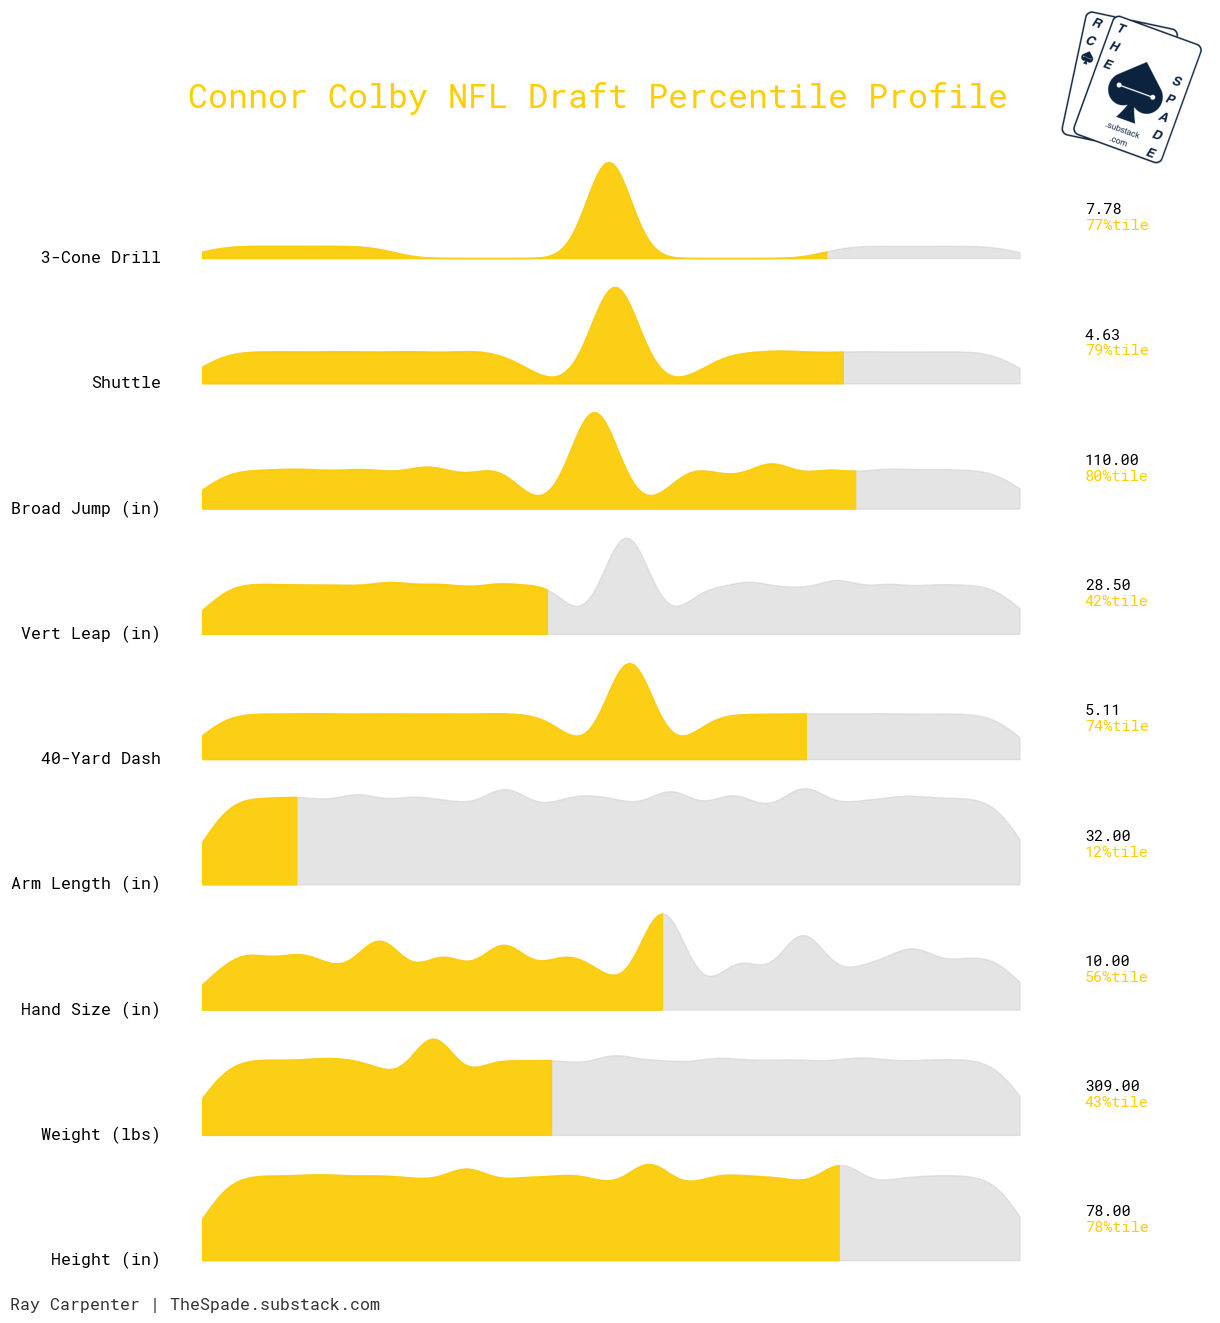 RC
THE
SPADE
.substack
.com
Connor Colby NFL Draft Percentile Profile
3-Cone Drill
7.78
77%tile
Shuttle
4.63
79%tile
Broad Jump (in)
110.00
80%tile
Vert Leap (in)
28.50
42%tile
40-Yard Dash
5.11
74%tile
Arm Length (in)
32.00
12%tile
Hand Size (in)
10.00
56%tile
Weight (lbs)
309.00
43%tile
Height (in)
78.00
78%tile
Ray Carpenter | TheSpade.substack.com